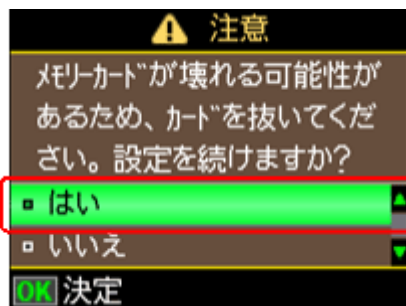 注意
ﾒﾓﾘｰｶｰﾄﾞが壊れる可能性が
あるため、ｶｰﾄﾞを抜いてくだ
さい。設定を続けますか?
はい
いいえ
OK 決定